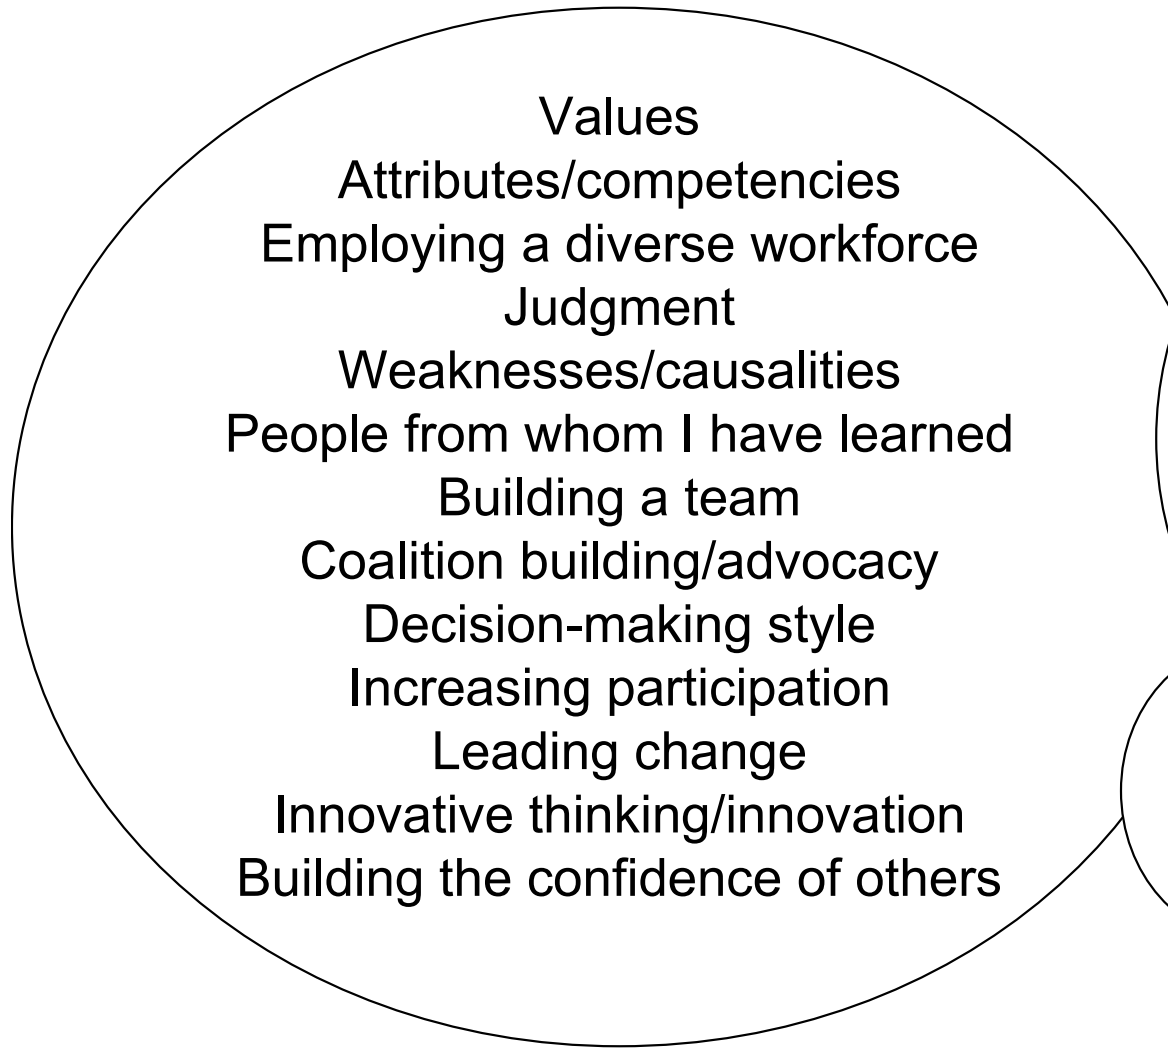 Values
Attributes/competencies
Employing a diverse workforce
Judgment
Weaknesses/causalities
People from whom I have learned
Building a team
Coalition building/advocacy
Decision-making style
Increasing participation
Leading change
Innovative thinking/innovation
Building the confidence of others